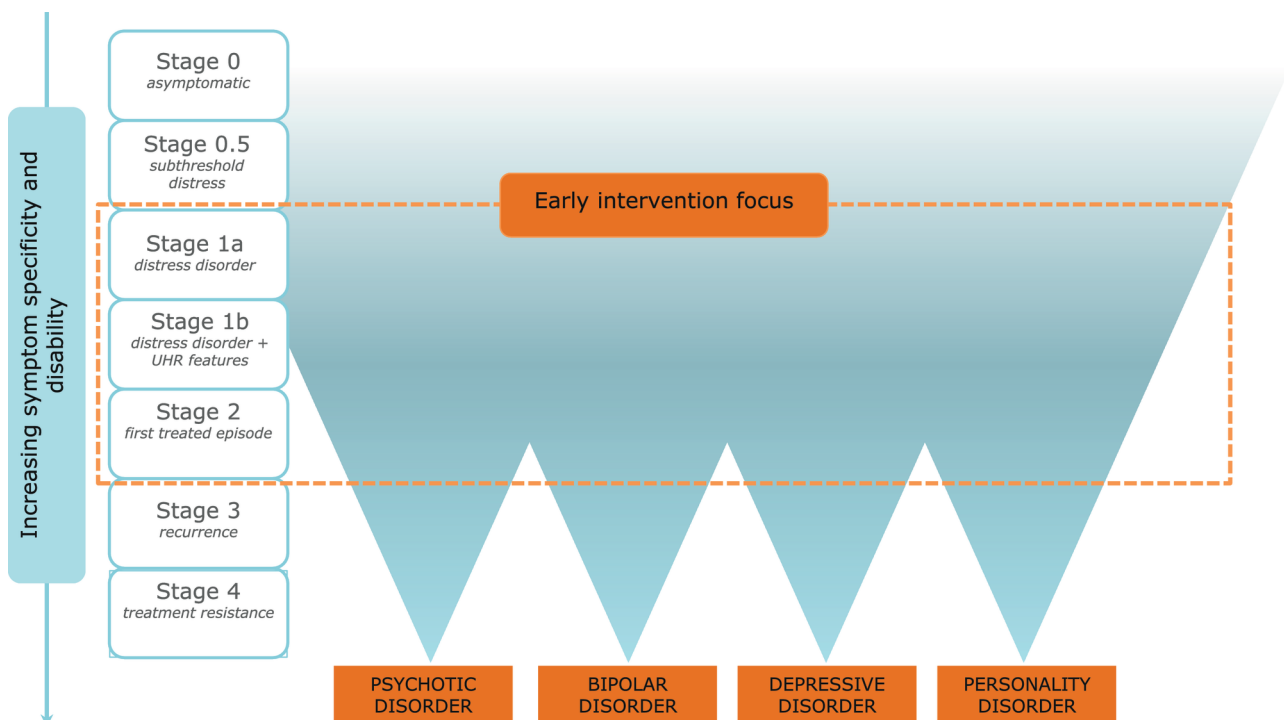 Increasing symptom specificity and
disability
Stage 0
asymptomatic
Stage 0.5
subthreshold
distress
Stage 1a
distress disorder
Stage 1b
distress disorder +
UHR features
Stage 2
first treated episode
Stage 3
recurrence
Stage 4
treatment resistance
Early intervention focus
PSYCHOTIC
DISORDER
BIPOLAR
DISORDER
DEPRESSIVE
DISORDER
PERSONALITY
DISORDER